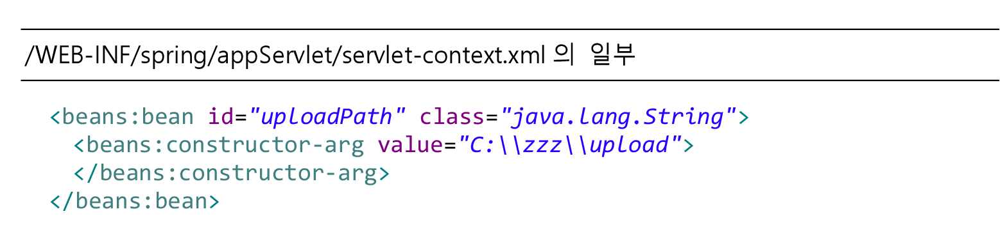 /WEB-INF/spring/appServlet/servlet-context.xml 의 일부
<beans:bean id="uploadPath" class="java.lang.String">
<beans:constructor-arg value="C:\\zzz\\upload">
</beans:constructor-arg>
</beans:bean>